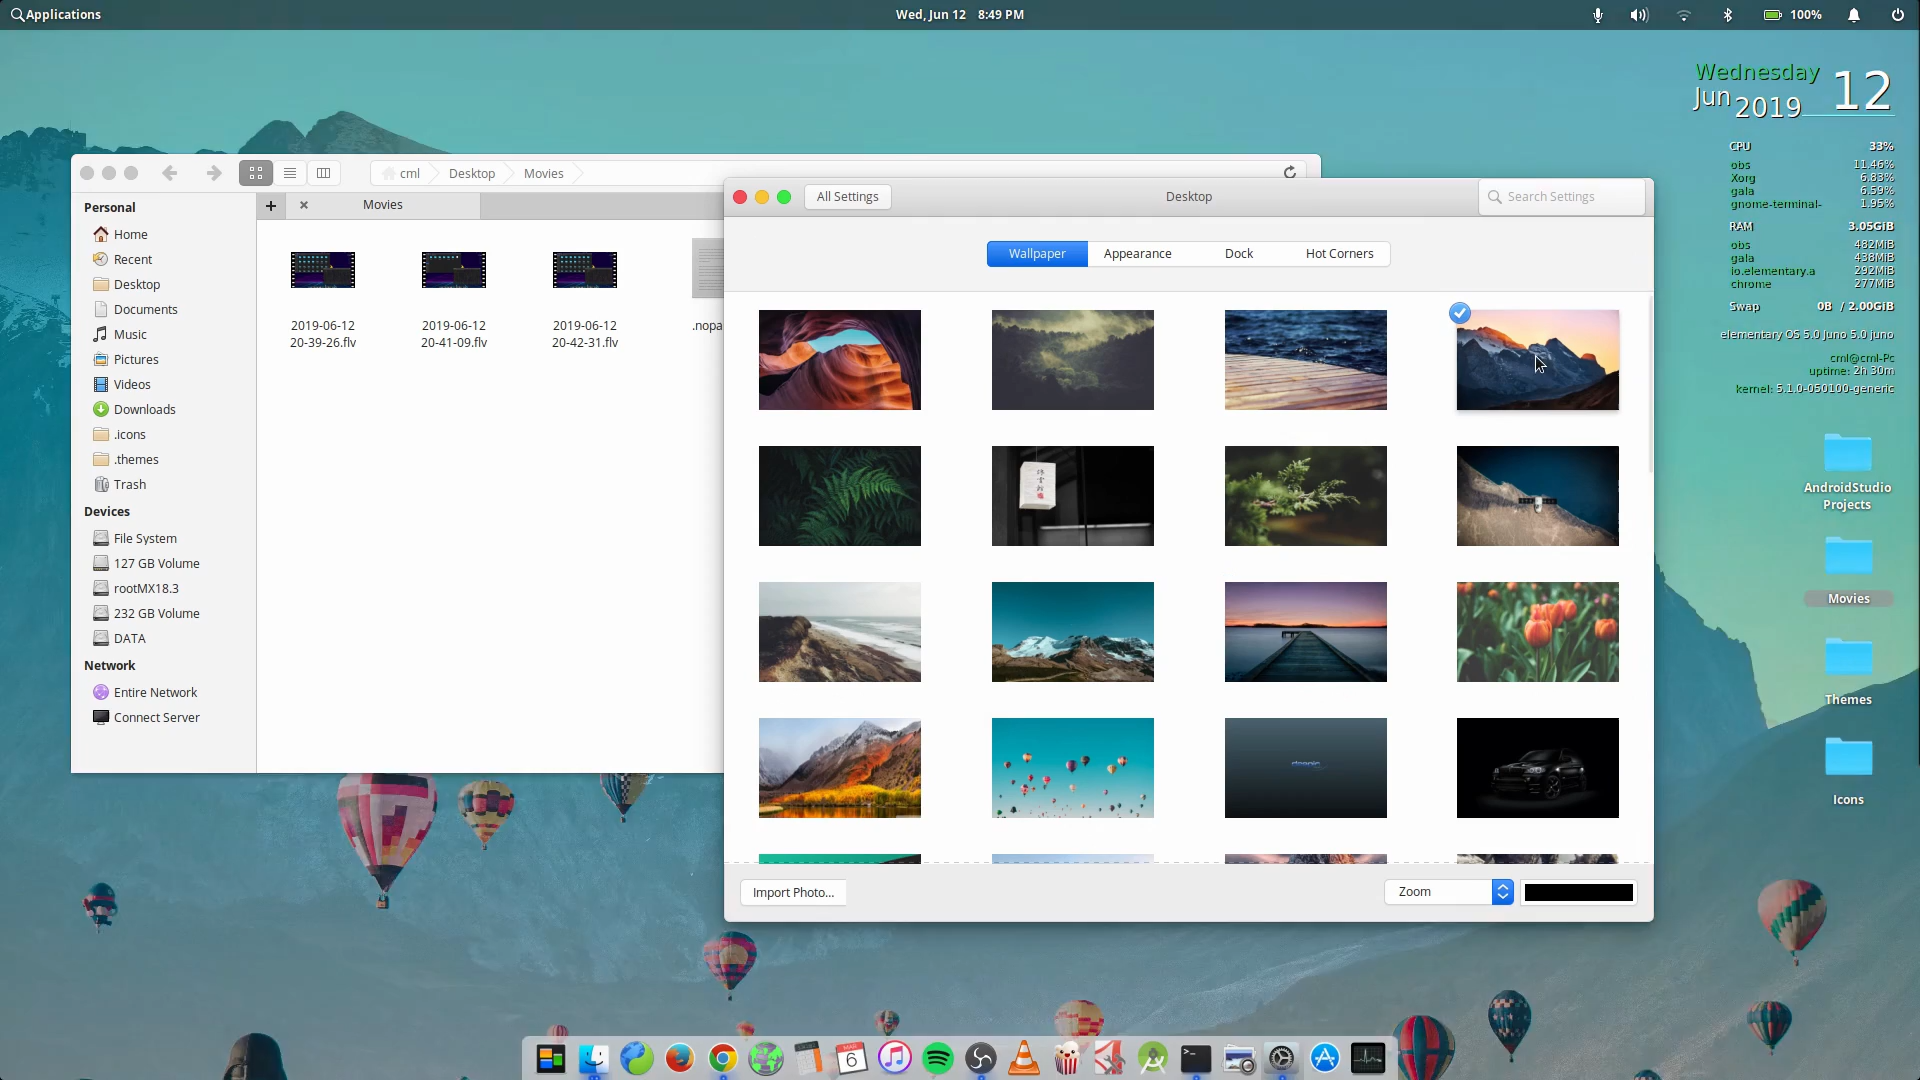 Applications
Wed, Jun 12   8:49 PM
100%
Wednesday
Jun 2019 12
CPU 33%
obs 11.46%
Xorg 6.83%
gala 6.59%
gnome-terminal- 1.95%
RAM 3.05GiB
obs 482MiB
gala 438MiB
io.elementary.a 292MiB
chrome 277MiB
Swap 0B / 2.00GiB
elementary OS 5.0 Juno 5.0 juno
cml@cml-Pc
uptime: 2h 30m
kernel: 5.1.0-050100-generic
AndroidStudio
Projects
Movies
Themes
Icons
cml Desktop Movies
Movies
Personal
Home
Recent
Desktop
Documents
Music
Pictures
Videos
Downloads
.icons
.themes
Trash
Devices
File System
127 GB Volume
rootMX18.3
232 GB Volume
DATA
Network
Entire Network
Connect Server
2019-06-12
20-39-26.flv
2019-06-12
20-41-09.flv
2019-06-12
20-42-31.flv
.nopa
All Settings
Desktop
Search Settings
Wallpaper
Appearance
Dock
Hot Corners
deepin
Import Photo...
Zoom
6